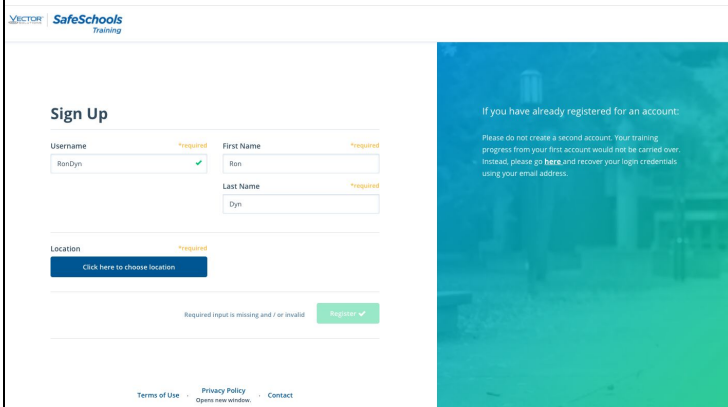 VECTOR SafeSchools
Training
Sign Up
Username *required
RonDyn
First Name *required
Ron
Last Name *required
Dyn
Location *required
Click here to choose location
Required input is missing and / or invalid
Register
Terms of Use
Privacy Policy
Opens new window.
Contact
If you have already registered for an account:
Please do not create a second account. Your training
progress from your first account would not be carried over.
Instead, please go here and recover your login credentials
using your email address.